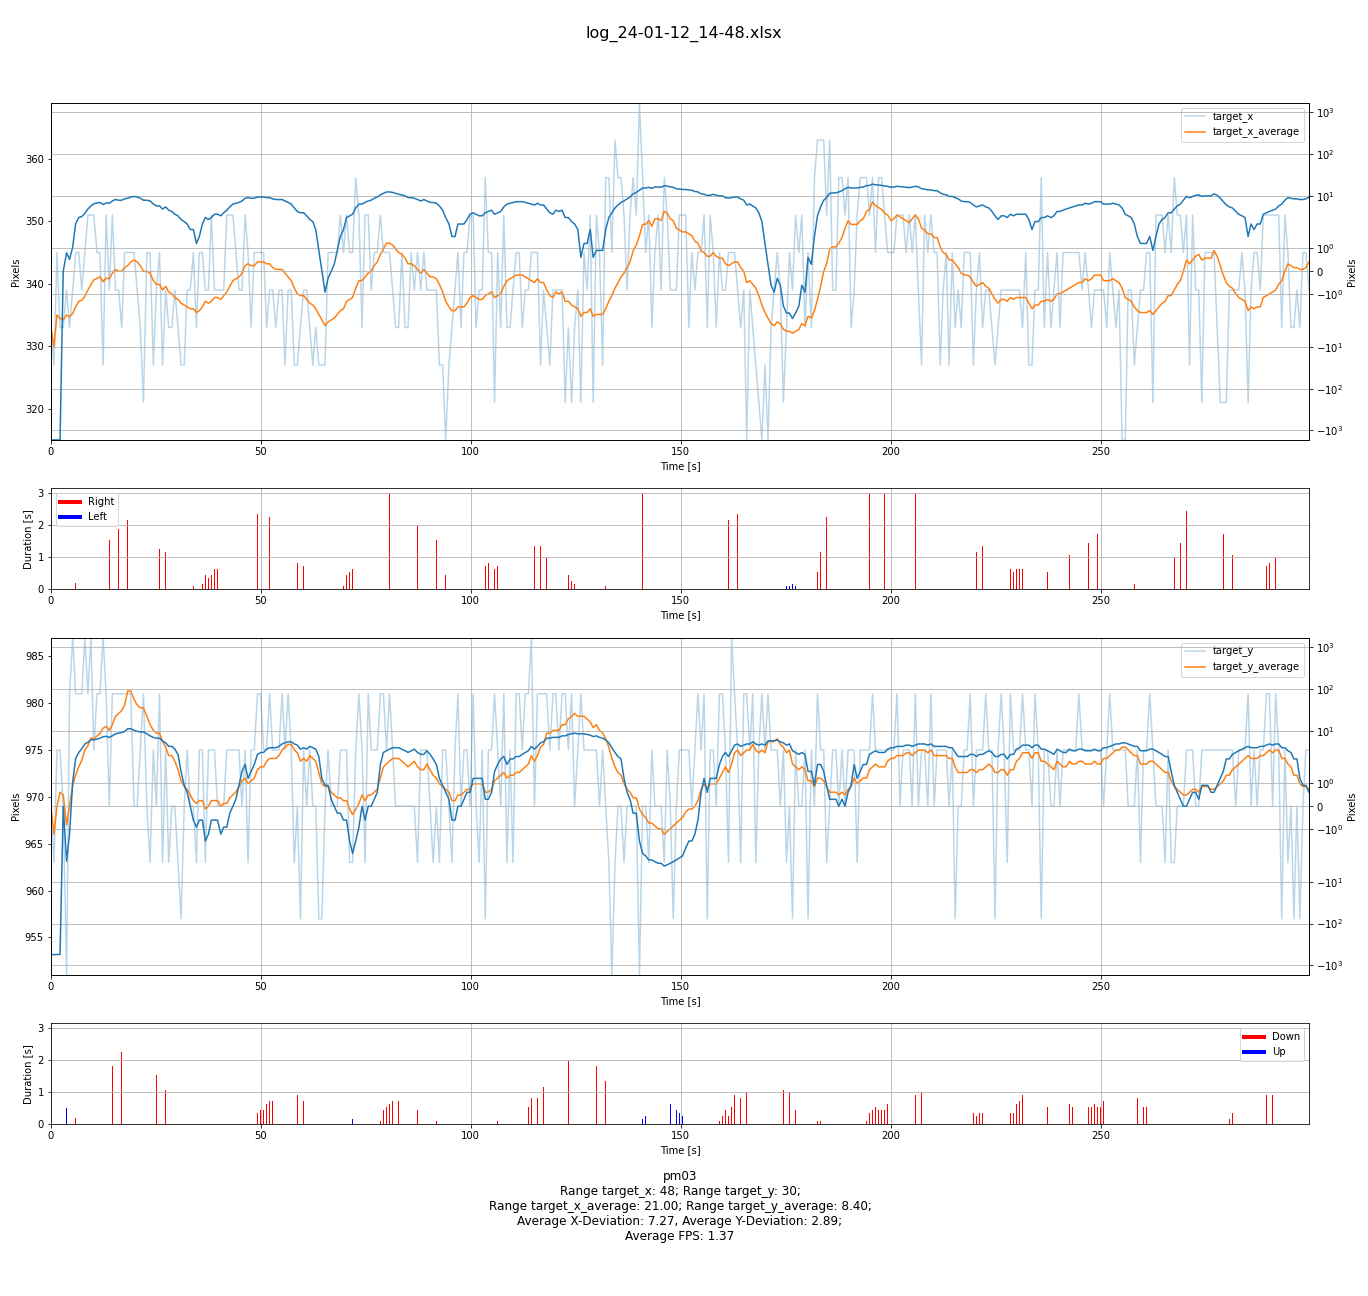 log_24-01-12_14-48.xlsx
target_x
target_x_average
360
350
340
330
320
Pixels
10³
10²
10¹
10⁰
0
−10⁰
−10¹
−10²
−10³
Pixels
0 50 100 150 200 250
Time [s]
Right
Left
3
2
1
0
Duration [s]
0 50 100 150 200 250
Time [s]
target_y
target_y_average
985
980
975
970
965
960
955
Pixels
10³
10²
10¹
10⁰
0
−10⁰
−10¹
−10²
−10³
Pixels
0 50 100 150 200 250
Time [s]
Down
Up
3
2
1
0
Duration [s]
0 50 100 150 200 250
Time [s]
pm03
Range target_x: 48; Range target_y: 30;
Range target_x_average: 21.00; Range target_y_average: 8.40;
Average X-Deviation: 7.27, Average Y-Deviation: 2.89;
Average FPS: 1.37